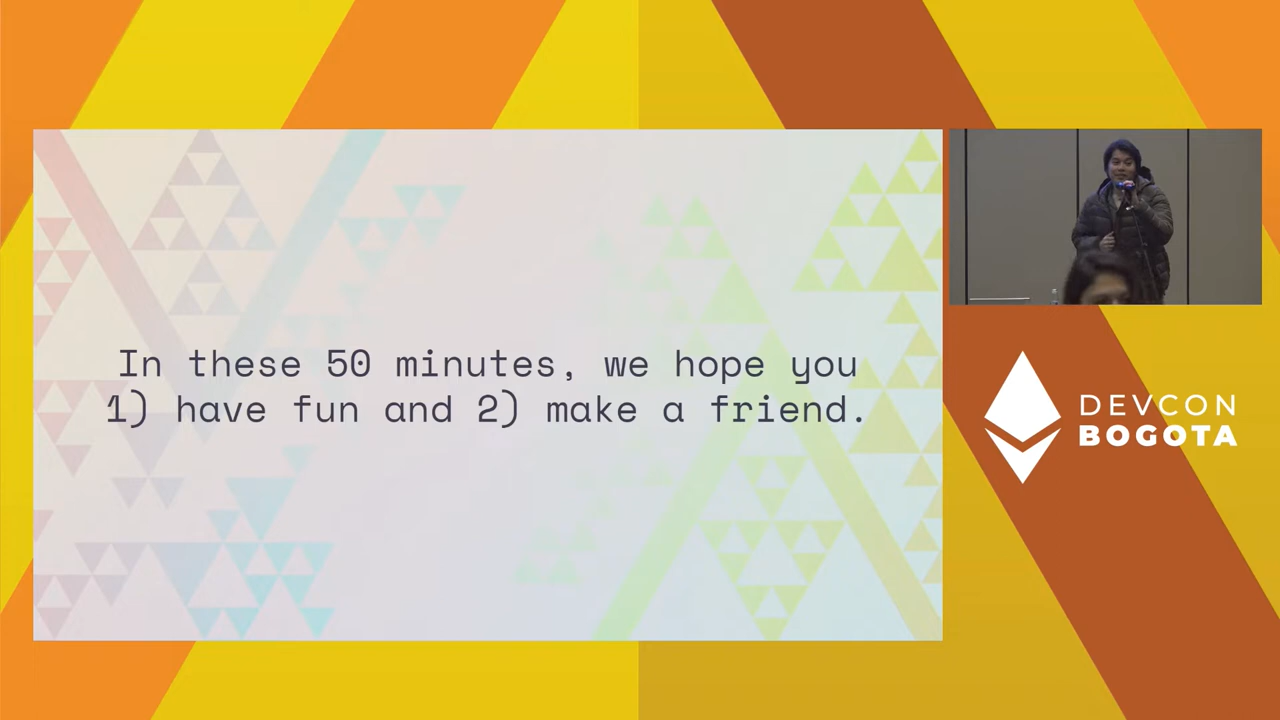 In these 50 minutes, we hope you
1) have fun and 2) make a friend.
DEVCON
BOGOTA